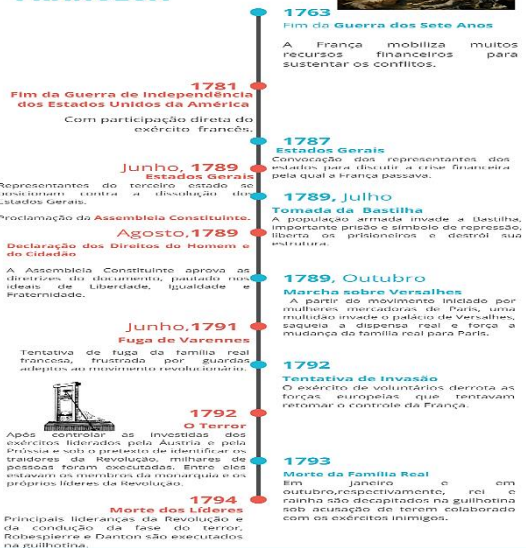 1763
Fim da Guerra dos Sete Anos
A França mobiliza muitos
recursos financeiros para
sustentar os conflitos.
1781
Fim da Guerra de Independência
dos Estados Unidos da América
Com participação direta do
exército francês.
1787
Estados Gerais
Convocação dos representantes dos
estados para discutir a crise financeira
pela qual a França passava.
Junho, 1789
Estados Gerais
Representantes do terceiro estado se
posicionam contra a dissolução dos
Estados Gerais.
Proclamação da Assembleia Constituinte.
1789, Julho
Tomada da Bastilha
A população armada invade a Bastilha,
importante prisão e símbolo de repressão,
liberta os prisioneiros e destrói sua
estrutura.
Agosto,1789
Declaração dos Direitos do Homem e
do Cidadão
A Assembleia Constituinte aprova as
diretrizes do documento, pautado nos
ideais de Liberdade, Igualdade e
Fraternidade.
1789, Outubro
Marcha sobre Versalhes
A partir do movimento iniciado por
mulheres mercadoras de Paris, uma
multidão invade o palácio de Versalhes,
saqueia a dispensa real e força a
mudança da família real para Paris.
Junho,1791
Fuga de Varennes
Tentativa de fuga da família real
francesa, frustrada por guardas
adeptos ao movimento revolucionário.
1792
Tentativa de Invasão
O exército de voluntários derrota as
forças europeias que tentavam
retomar o controle da França.
1792
O Terror
Após controlar as investidas dos
exércitos liderados pela Áustria e pela
Prússia e sob o pretexto de identificar os
traidores da Revolução, milhares de
pessoas foram executadas. Entre eles
estavam os membros da monarquia e os
próprios líderes da Revolução.
1793
Morte da Família Real
Em janeiro e em
outubro,respectivamente, rei e
rainha são decapitados na guilhotina
sob acusação de terem colaborado
com os exércitos inimigos.
1794
Morte dos Líderes
Principais lideranças da Revolução e
da condução da fase do terror,
Robespierre e Danton são executados
na guilhotina.